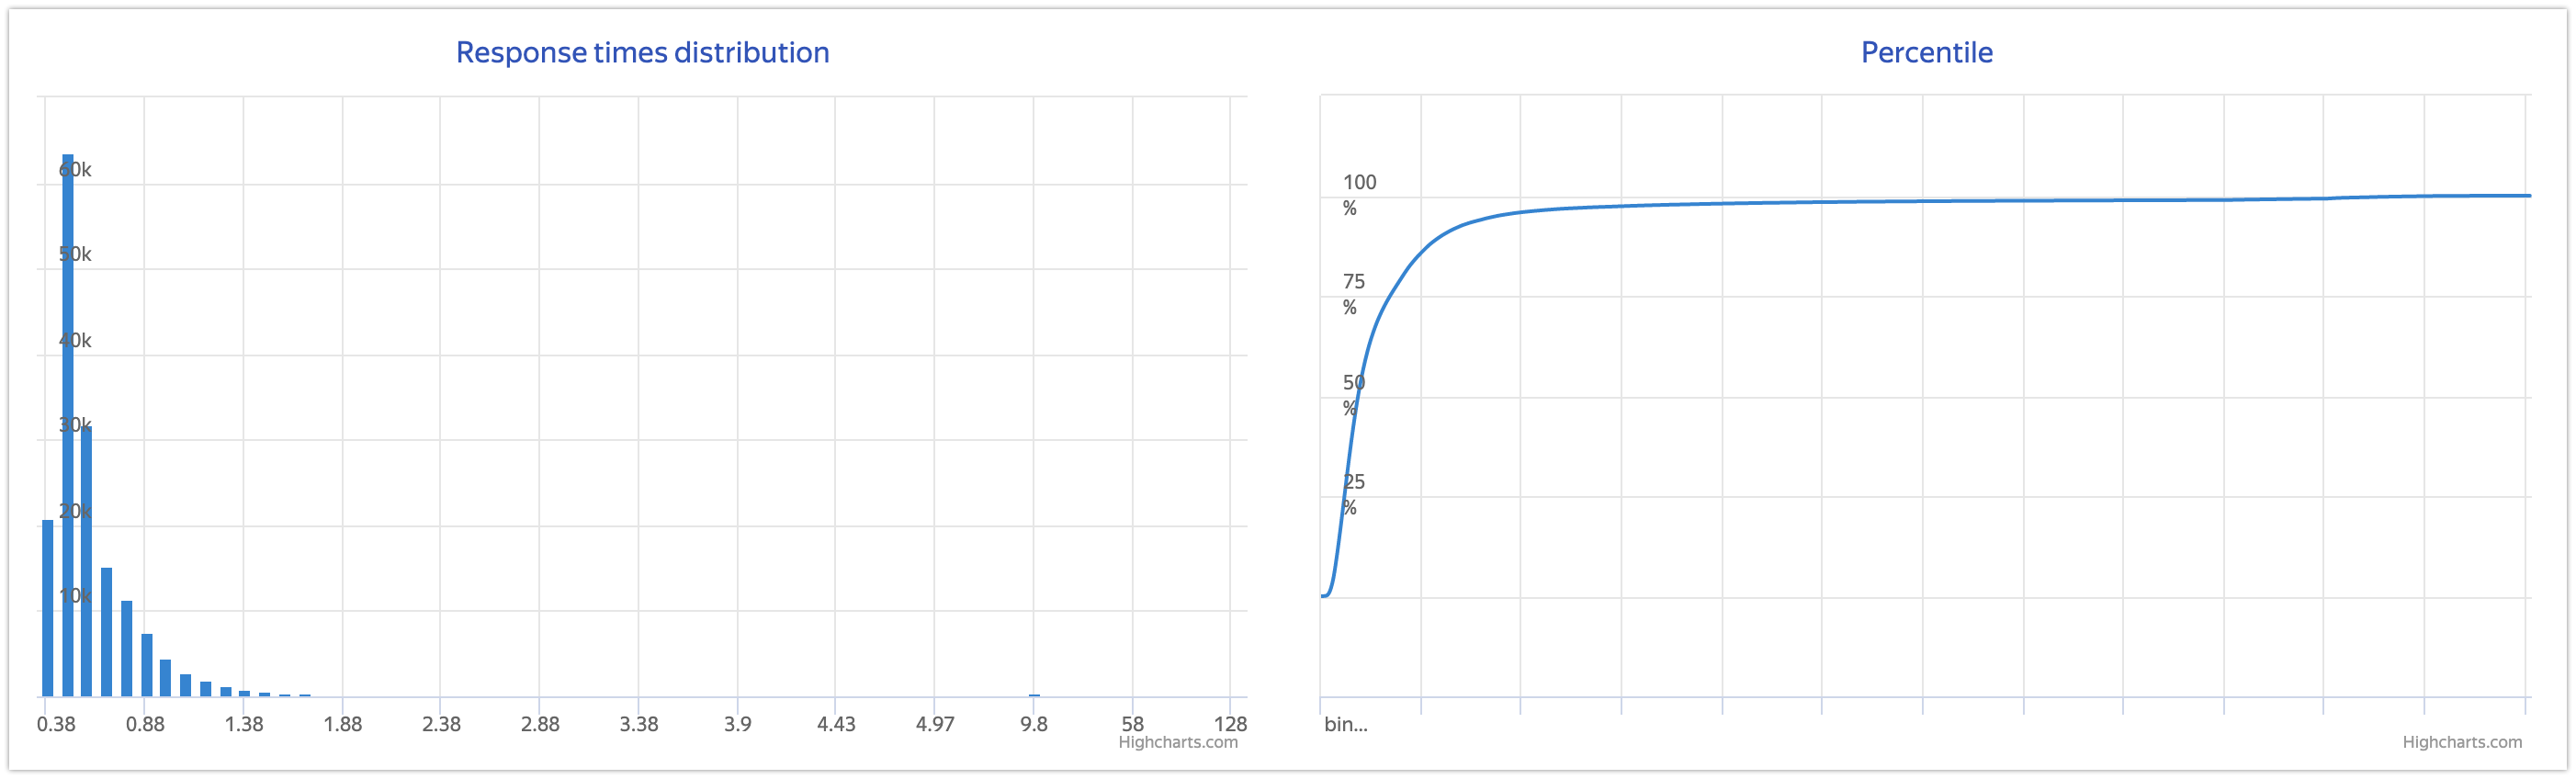 Response times distribution
60k
50k
40k
30k
20k
10k
0.38 0.88 1.38 1.88 2.38 2.88 3.38 3.9 4.43 4.97 9.8 58 128
Highcharts.com
Percentile
100
%
75
%
50
%
25
%
bin...
Highcharts.com